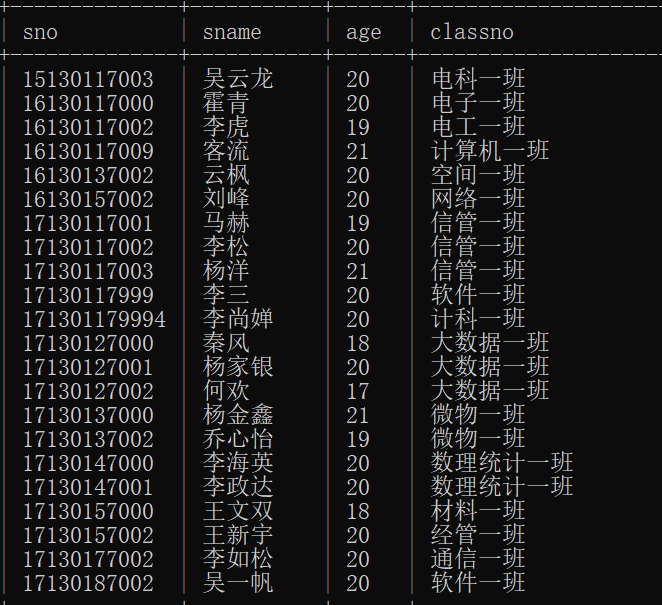 sno sname age classno
15130117003 吴云龙 20 电科一班
16130117000 霍青 20 电子一班
16130117002 李虎 19 电工一班
16130117009 客流 21 计算机一班
16130137002 云枫 20 空间一班
16130157002 刘峰 20 网络一班
17130117001 马赫 19 信管一班
17130117002 李松 20 信管一班
17130117003 杨洋 21 信管一班
17130117999 李三 20 软件一班
171301179994 李尚婵 20 计科一班
17130127000 秦风 18 大数据一班
17130127001 杨家银 20 大数据一班
17130127002 何欢 17 大数据一班
17130137000 杨金鑫 21 微物一班
17130137002 乔心怡 19 微物一班
17130147000 李海英 20 数理统计一班
17130147001 李政达 20 数理统计一班
17130157000 王文双 18 材料一班
17130157002 王新宇 20 经管一班
17130177002 李如松 20 通信一班
17130187002 吴一帆 20 软件一班